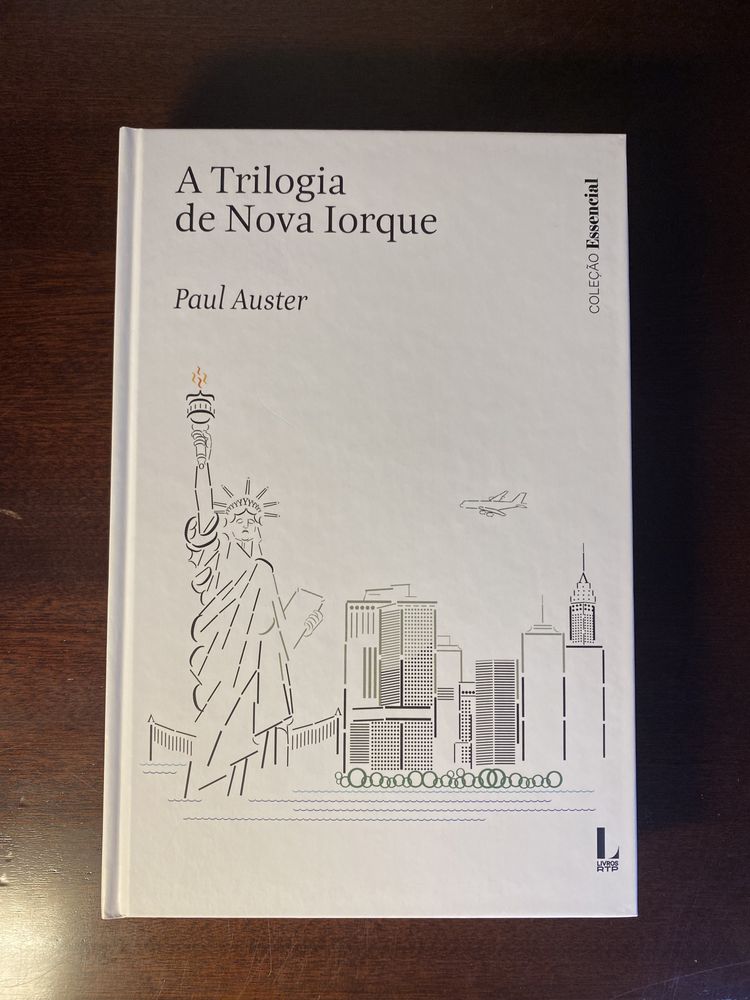 A Trilogia
de Nova Iorque
Paul Auster
COLEÇÃO Essencial
LIVROS
RTP